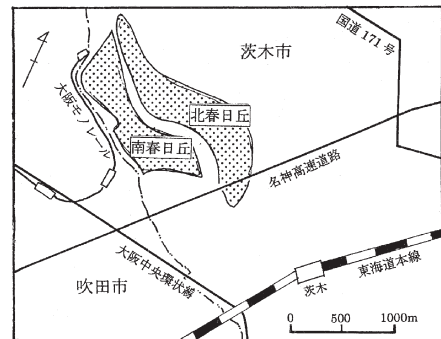 国道171号
茨木市
大阪モノレール
北春日丘
南春日丘
名神高速道路
大阪中央環状線
東海道本線
吹田市
茨木
0 500 1000m